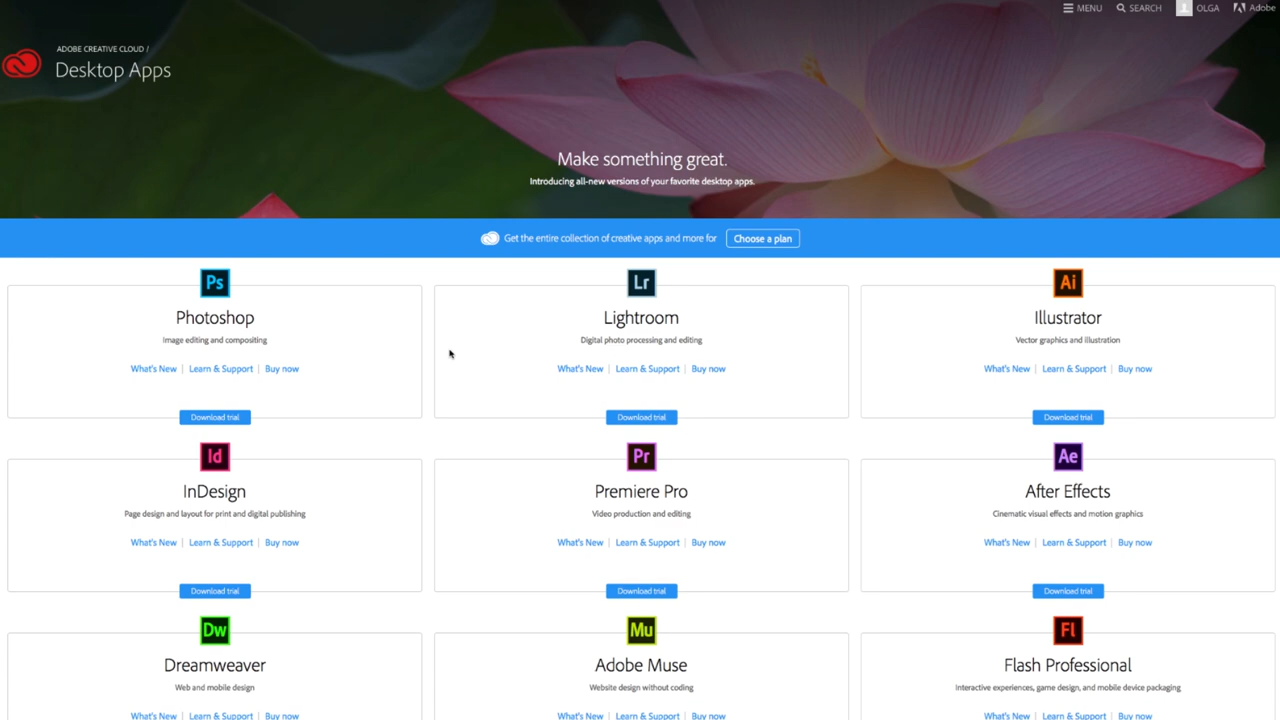 MENU SEARCH OLGA Adobe
ADOBE CREATIVE CLOUD /
Desktop Apps
Make something great.
Introducing all-new versions of your favorite desktop apps.
Get the entire collection of creative apps and more for Choose a plan
Ps
Photoshop
Image editing and compositing
What's New | Learn & Support | Buy now
Download trial
Lr
Lightroom
Digital photo processing and editing
What's New | Learn & Support | Buy now
Download trial
Ai
Illustrator
Vector graphics and illustration
What's New | Learn & Support | Buy now
Download trial
Id
InDesign
Page design and layout for print and digital publishing
What's New | Learn & Support | Buy now
Download trial
Pr
Premiere Pro
Video production and editing
What's New | Learn & Support | Buy now
Download trial
Ae
After Effects
Cinematic visual effects and motion graphics
What's New | Learn & Support | Buy now
Download trial
Dw
Dreamweaver
Web and mobile design
What's New | Learn & Support | Buy now
Mu
Adobe Muse
Website design without coding
What's New | Learn & Support | Buy now
Fl
Flash Professional
Interactive experiences, game design, and mobile device packaging
What's New | Learn & Support | Buy now